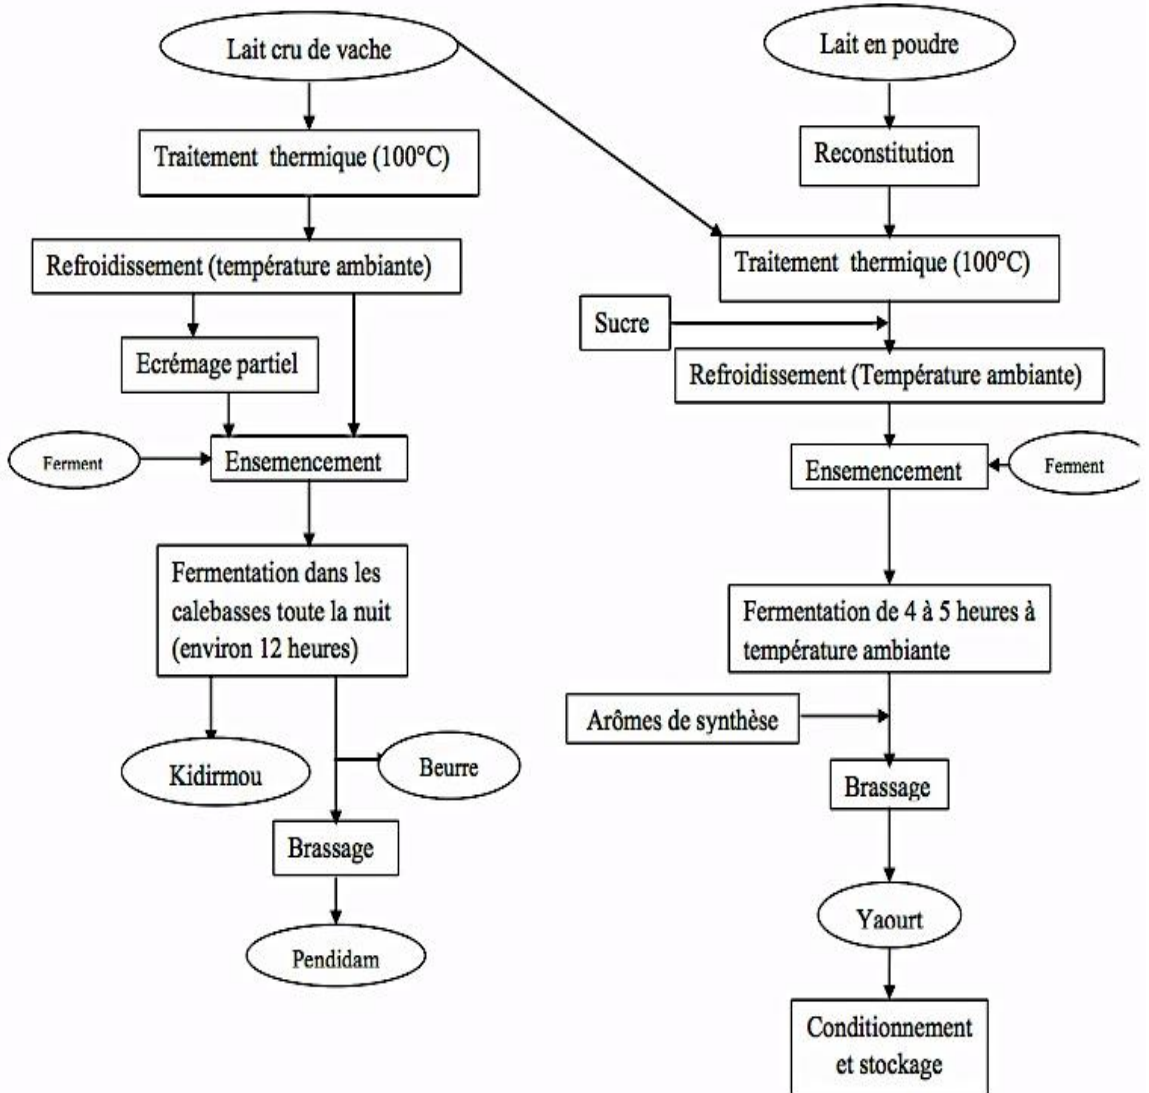 Lait cru de vache
Traitement thermique (100°C)
Refroidissement (température ambiante)
Ecrémage partiel
Ferment
Ensemencement
Fermentation dans les
calebasses toute la nuit
(environ 12 heures)
Kidirmou
Beurre
Brassage
Pendidam
Lait en poudre
Reconstitution
Traitement thermique (100°C)
Sucre
Refroidissement (Température ambiante)
Ensemencement
Ferment
Fermentation de 4 à 5 heures à
température ambiante
Arômes de synthèse
Brassage
Yaourt
Conditionnement
et stockage